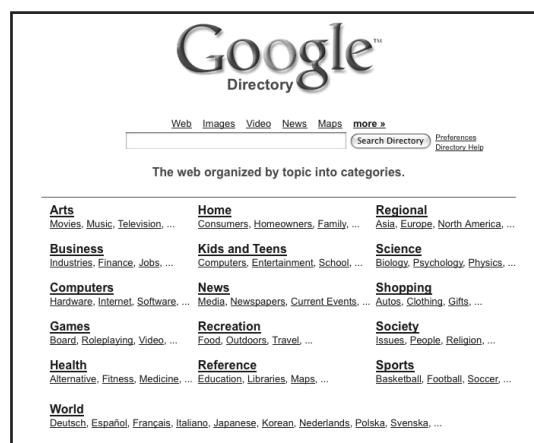 Google™
Directory
Web Images Video News Maps more »
Search Directory
Preferences
Directory Help
The web organized by topic into categories.
Arts
Movies, Music, Television, ...
Home
Consumers, Homeowners, Family, ...
Regional
Asia, Europe, North America, ...
Business
Industries, Finance, Jobs, ...
Kids and Teens
Computers, Entertainment, School, ...
Science
Biology, Psychology, Physics, ...
Computers
Hardware, Internet, Software, ...
News
Media, Newspapers, Current Events, ...
Shopping
Autos, Clothing, Gifts, ...
Games
Board, Roleplaying, Video, ...
Recreation
Food, Outdoors, Travel, ...
Society
Issues, People, Religion, ...
Health
Alternative, Fitness, Medicine, ...
Reference
Education, Libraries, Maps, ...
Sports
Basketball, Football, Soccer, ...
World
Deutsch, Español, Français, Italiano, Japanese, Korean, Nederlands, Polska, Svenska, ...